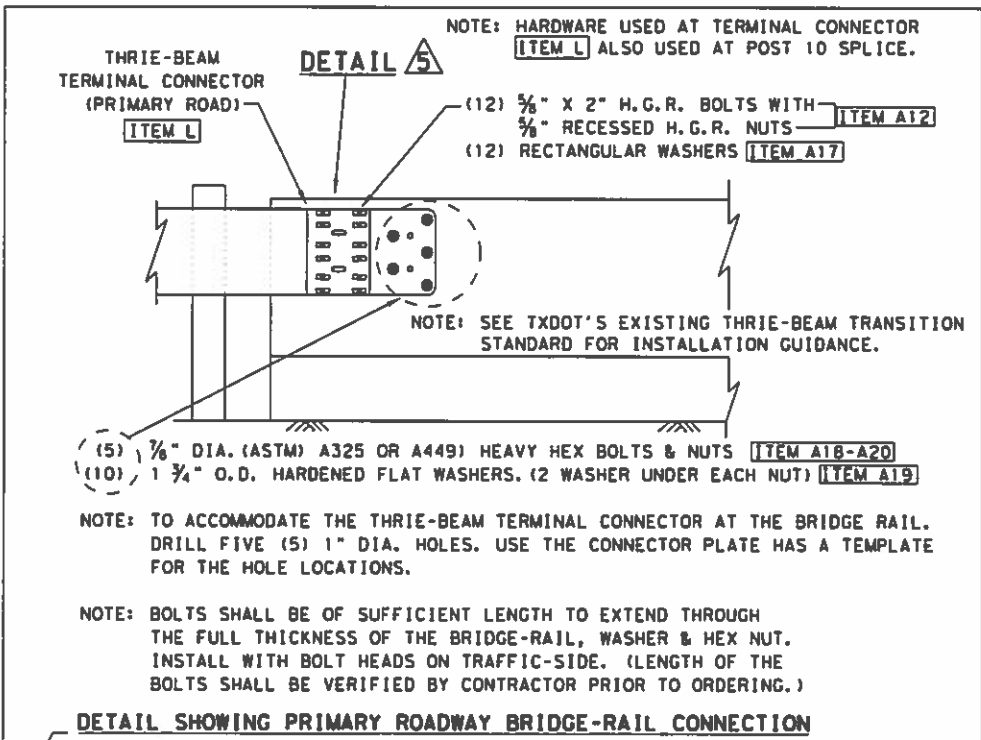 NOTE: HARDWARE USED AT TERMINAL CONNECTOR
ITEM L ALSO USED AT POST 10 SPLICE.
THRIE-BEAM
TERMINAL CONNECTOR
(PRIMARY ROAD)
ITEM L
DETAIL 5
(12) 5/8" X 2" H.G.R. BOLTS WITH
5/8" RECESSED H.G.R. NUTS
ITEM A12
(12) RECTANGULAR WASHERS ITEM A17
NOTE: SEE TXDOT'S EXISTING THRIE-BEAM TRANSITION
STANDARD FOR INSTALLATION GUIDANCE.
(5) 7/8" DIA. (ASTM) A325 OR A449) HEAVY HEX BOLTS & NUTS ITEM A18-A20
(10) 1 3/4" O.D. HARDENED FLAT WASHERS. (2 WASHER UNDER EACH NUT) ITEM A19
NOTE: TO ACCOMMODATE THE THRIE-BEAM TERMINAL CONNECTOR AT THE BRIDGE RAIL.
DRILL FIVE (5) 1" DIA. HOLES. USE THE CONNECTOR PLATE HAS A TEMPLATE
FOR THE HOLE LOCATIONS.
NOTE: BOLTS SHALL BE OF SUFFICIENT LENGTH TO EXTEND THROUGH
THE FULL THICKNESS OF THE BRIDGE-RAIL, WASHER & HEX NUT.
INSTALL WITH BOLT HEADS ON TRAFFIC-SIDE. (LENGTH OF THE
BOLTS SHALL BE VERIFIED BY CONTRACTOR PRIOR TO ORDERING.)
DETAIL SHOWING PRIMARY ROADWAY BRIDGE-RAIL CONNECTION